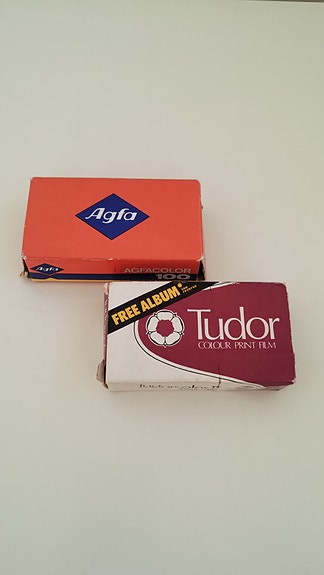 Agfa
Agfa
AGFACOLOR
100
FREE ALBUM*
Tudor
COLOUR PRINT FILM